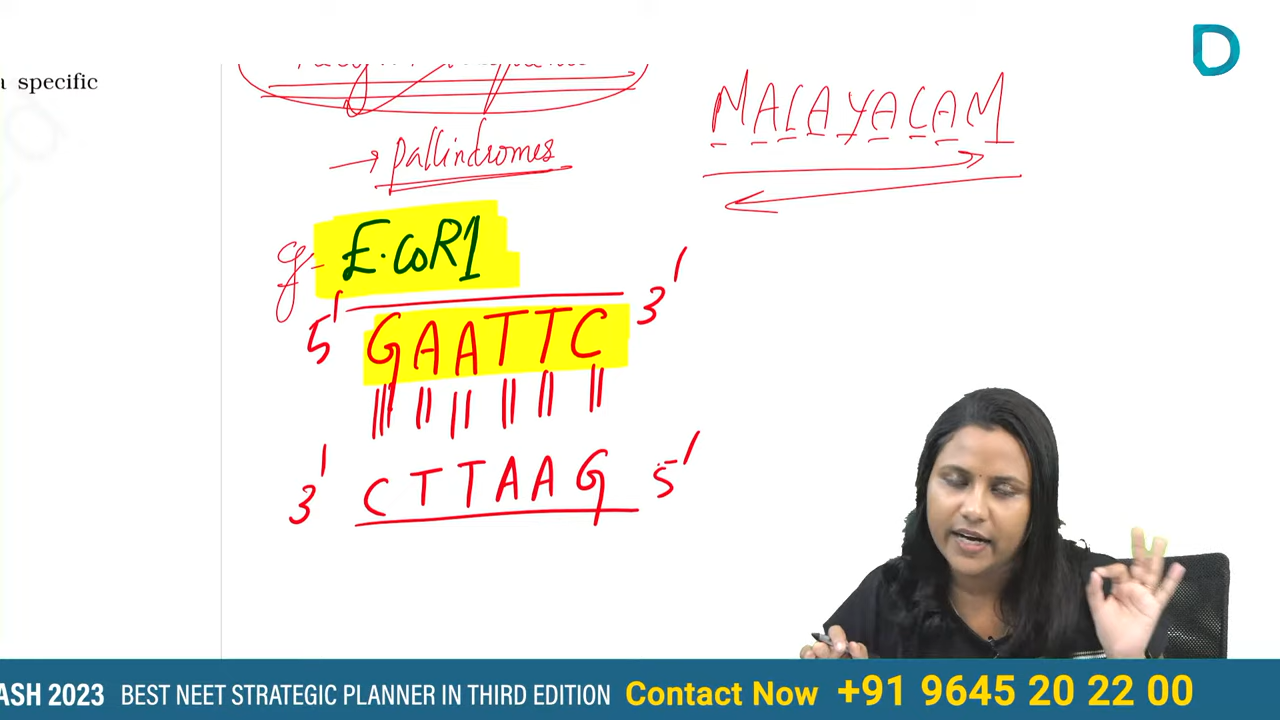 a specific
MALAYALAM
→ pallindromes
E.coR1
5' GAATTC 3'
3' CTTAAG 5'
ASH 2023 BEST NEET STRATEGIC PLANNER IN THIRD EDITION Contact Now +91 9645 20 22 00